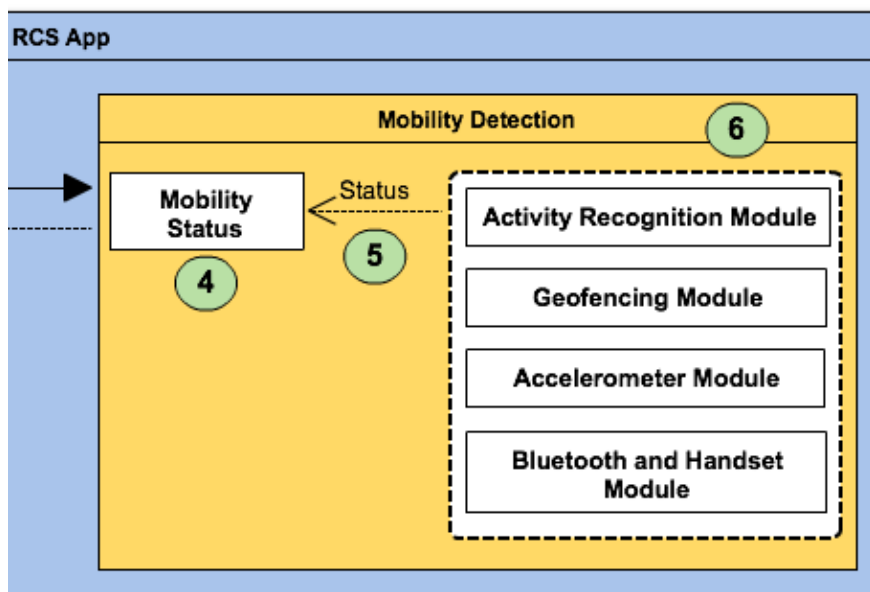 RCS App
Mobility Detection
6
Mobility
Status
4
Status
5
Activity Recognition Module
Geofencing Module
Accelerometer Module
Bluetooth and Handset
Module